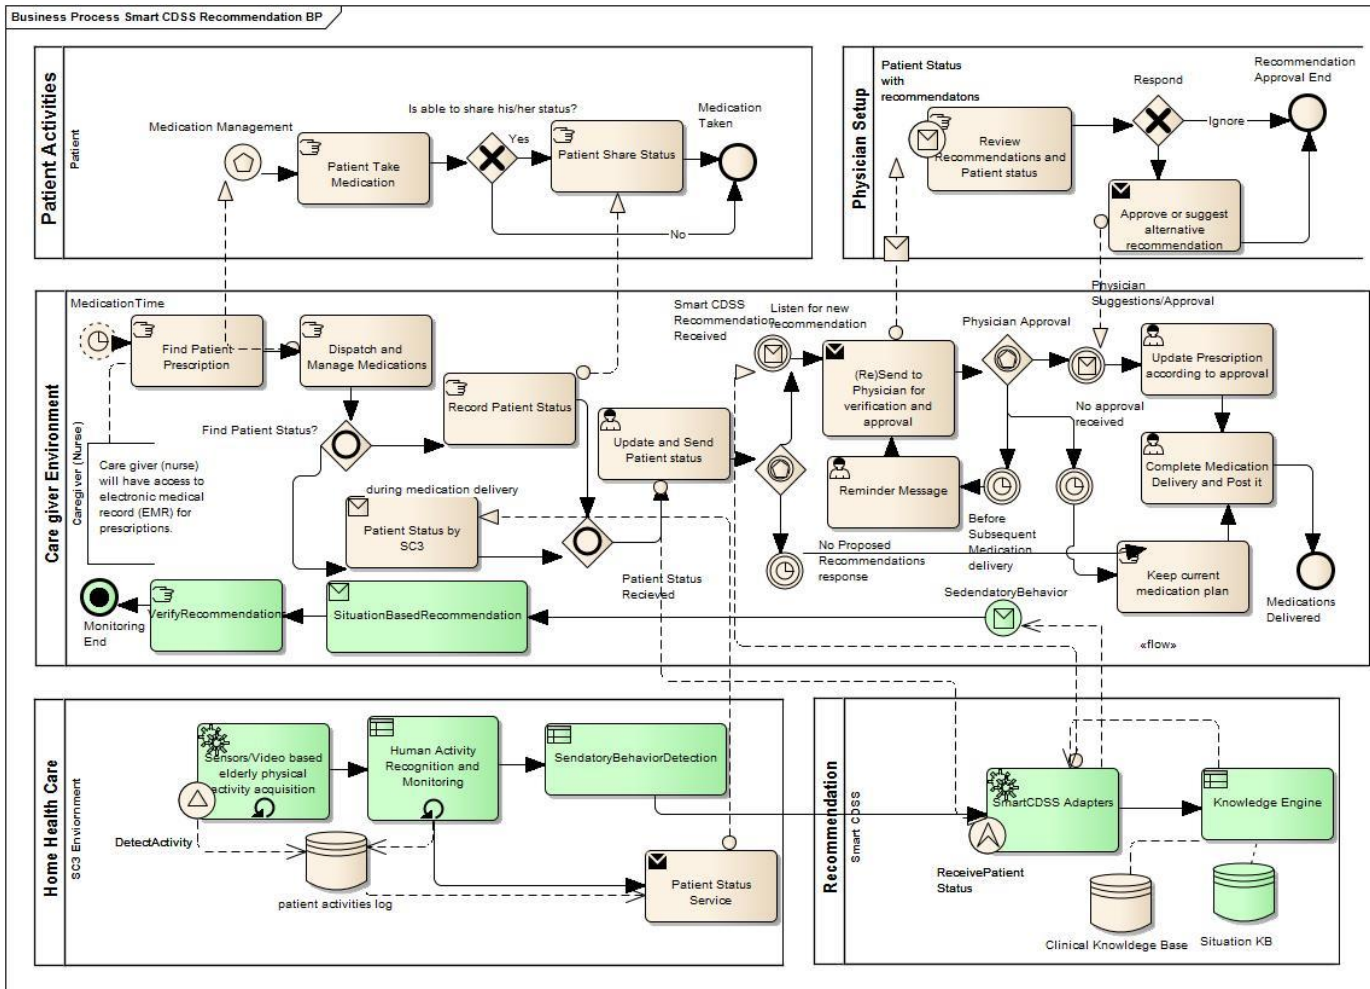 Business Process Smart CDSS Recommendation BP
Patient Activities
Patient
Medication Management
Patient Take
Medication
Is able to share his/her status?
Yes
No
Patient Share Status
Medication
Taken
Physician Setup
Patient Status
with
recommendatons
Review
Recommendations and
Patient status
Respond
Ignore
Recommendation
Approval End
Approve or suggest
alternative
recommendation
Care giver Environment
Caregiver (Nurse)
MedicationTime
Find Patient
Prescription
Dispatch and
Manage Medications
Care giver (nurse)
will have access to
electronic medical
record (EMR) for
prescriptions.
Find Patient Status?
Record Patient Status
during medication delivery
Patient Status by
SC3
Update and Send
Patient status
Patient Status
Recieved
Smart CDSS
Recommendation
Received
Listen for new
recommendation
(Re)Send to
Physician for
verification and
approval
Reminder Message
No Proposed
Recommendations
response
Physician Approval
Physician
Suggestions/Approval
No approval
received
Before
Subsequent
Medication
delivery
Update Prescription
according to approval
Complete Medication
Delivery and Post it
Keep current
medication plan
Medications
Delivered
«flow»
SedendatoryBehavior
SituationBasedRecommendation
VerifyRecommendations
Monitoring
End
Home Health Care
SC3 Enviornment
Sensors/Video based
elderly physical
activity acquisition
DetectActivity
Human Activity
Recognition and
Monitoring
SendatoryBehaviorDetection
patient activities log
Patient Status
Service
Recommendation
Smart CDSS
SmartCDSS Adapters
ReceivePatient
Status
Knowledge Engine
Clinical Knowldege Base
Situation KB